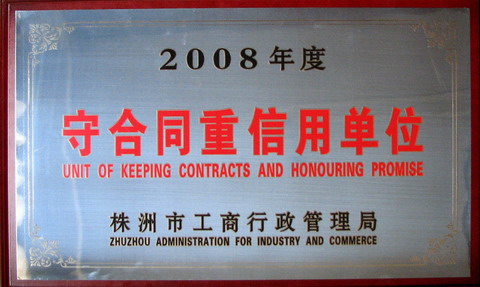 2008年度
守合同重信用单位
UNIT OF KEEPING CONTRACTS AND HONOURING PROMISE
株洲市工商行政管理局
ZHUZHOU ADMINISTRATION FOR INDUSTRY AND COMMERCE